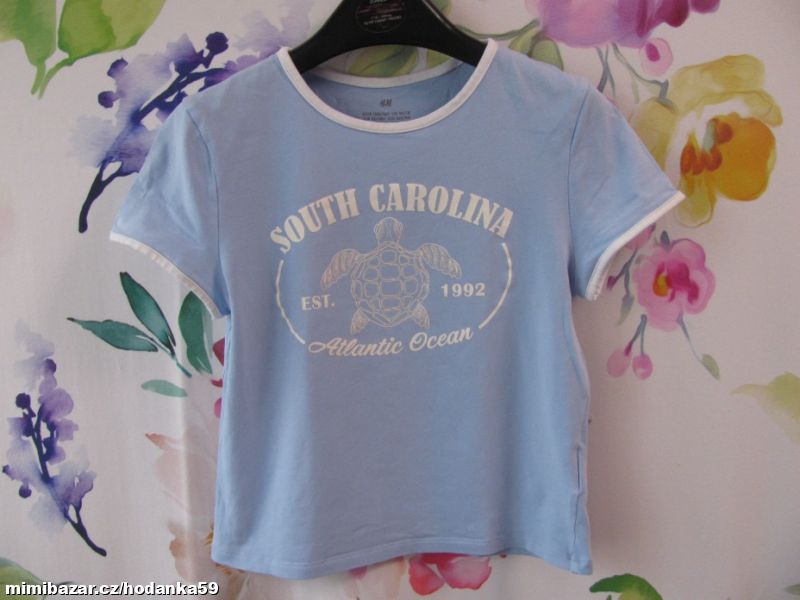 H&M
SOUTH CAROLINA
EST. 1992
Atlantic Ocean
mimibazar.cz/hodanka59